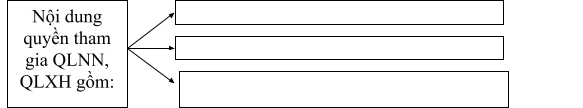 Nội dung
quyền tham
gia QLNN,
QLXH gồm: